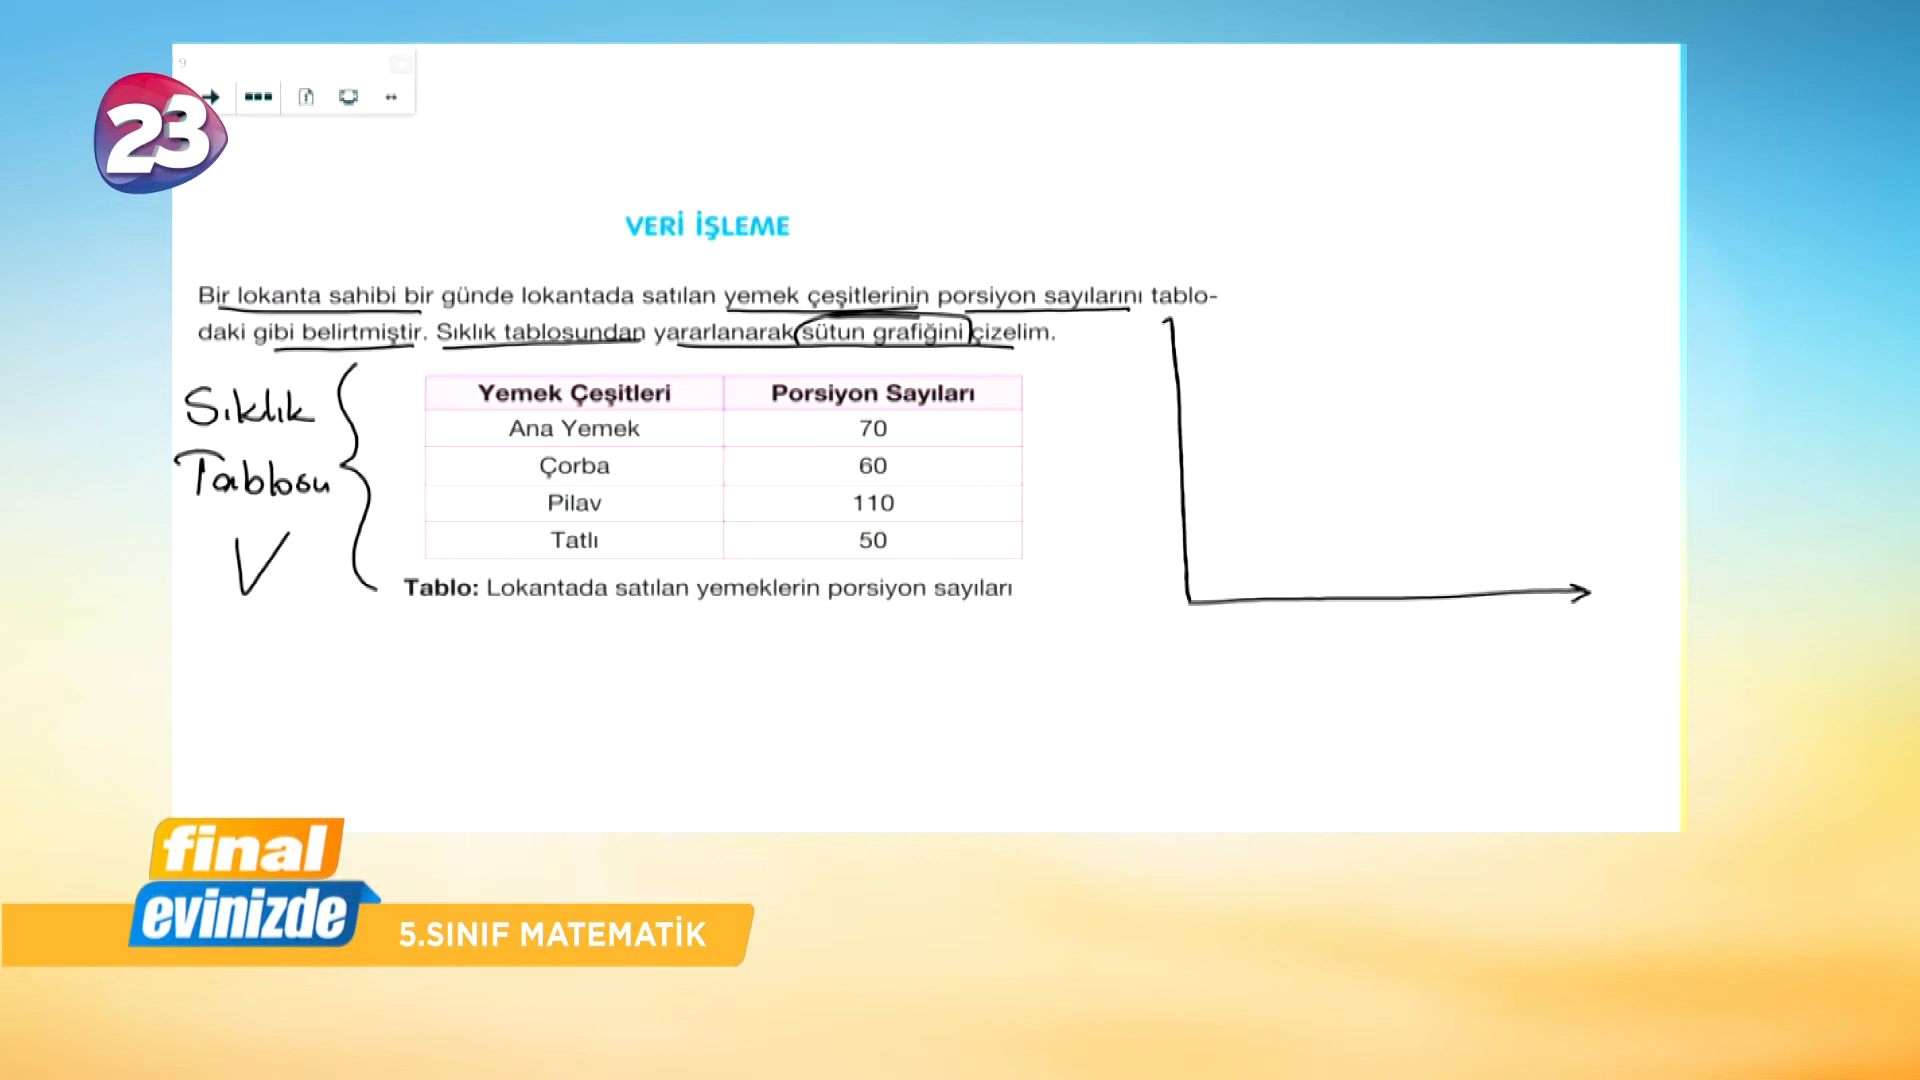 9
23
VERİ İŞLEME
Bir lokanta sahibi bir günde lokantada satılan yemek çeşitlerinin porsiyon sayılarını tablo-
daki gibi belirtmiştir. Sıklık tablosundan yararlanarak sütun grafiğini çizelim.
Sıklık
Tablosu
Yemek Çeşitleri Porsiyon Sayıları
Ana Yemek 70
Çorba 60
Pilav 110
Tatlı 50
Tablo: Lokantada satılan yemeklerin porsiyon sayıları
final
evinizde
5.SINIF MATEMATİK